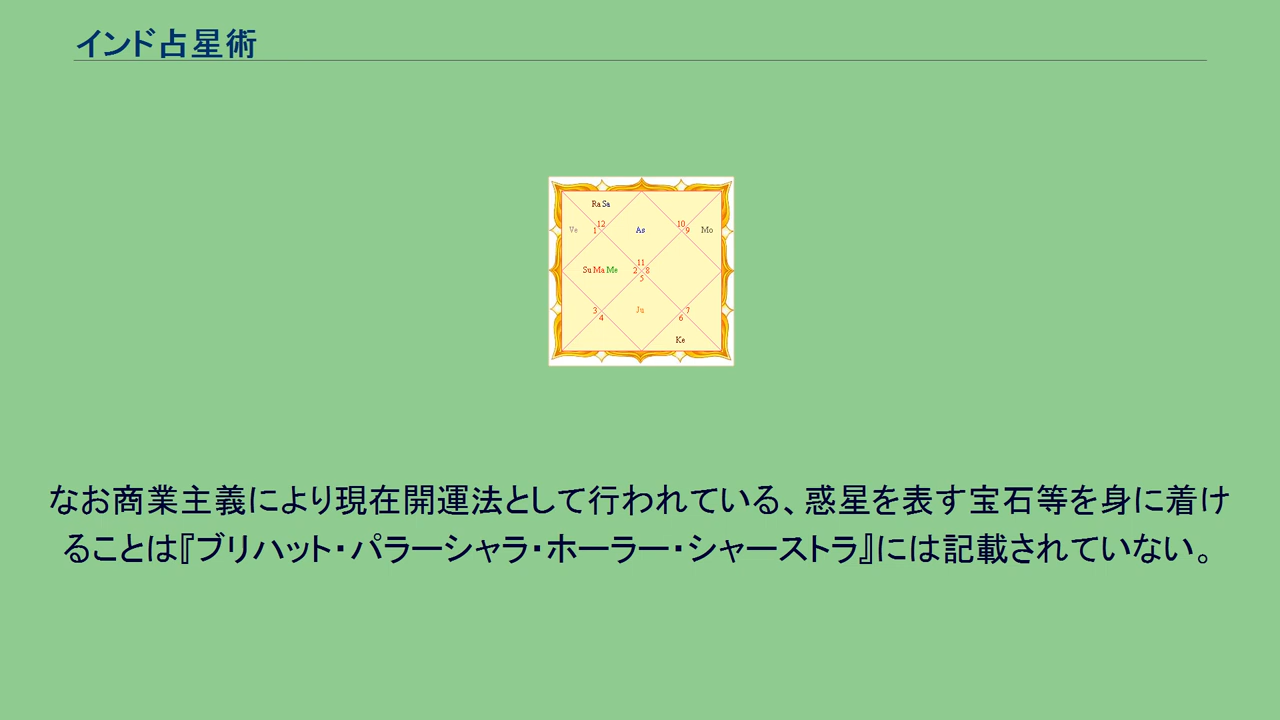 インド占星術
Ra Sa
12
10
Ve
1
As
9
Mo
11
Su Ma Me
2
8
5
3
Ju
7
4
6
Ke
なお商業主義により現在開運法として行われている、惑星を表す宝石等を身に着け
ることは『ブリハット・パラーシャラ・ホーラー・シャーストラ』には記載されていない。